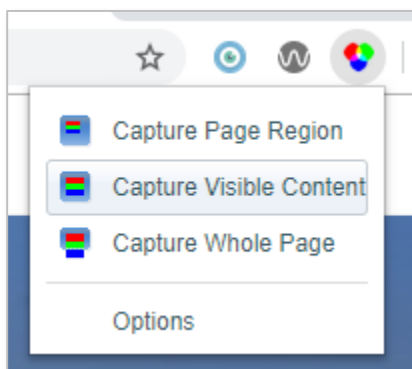 Capture Page Region
Capture Visible Content
Capture Whole Page
Options